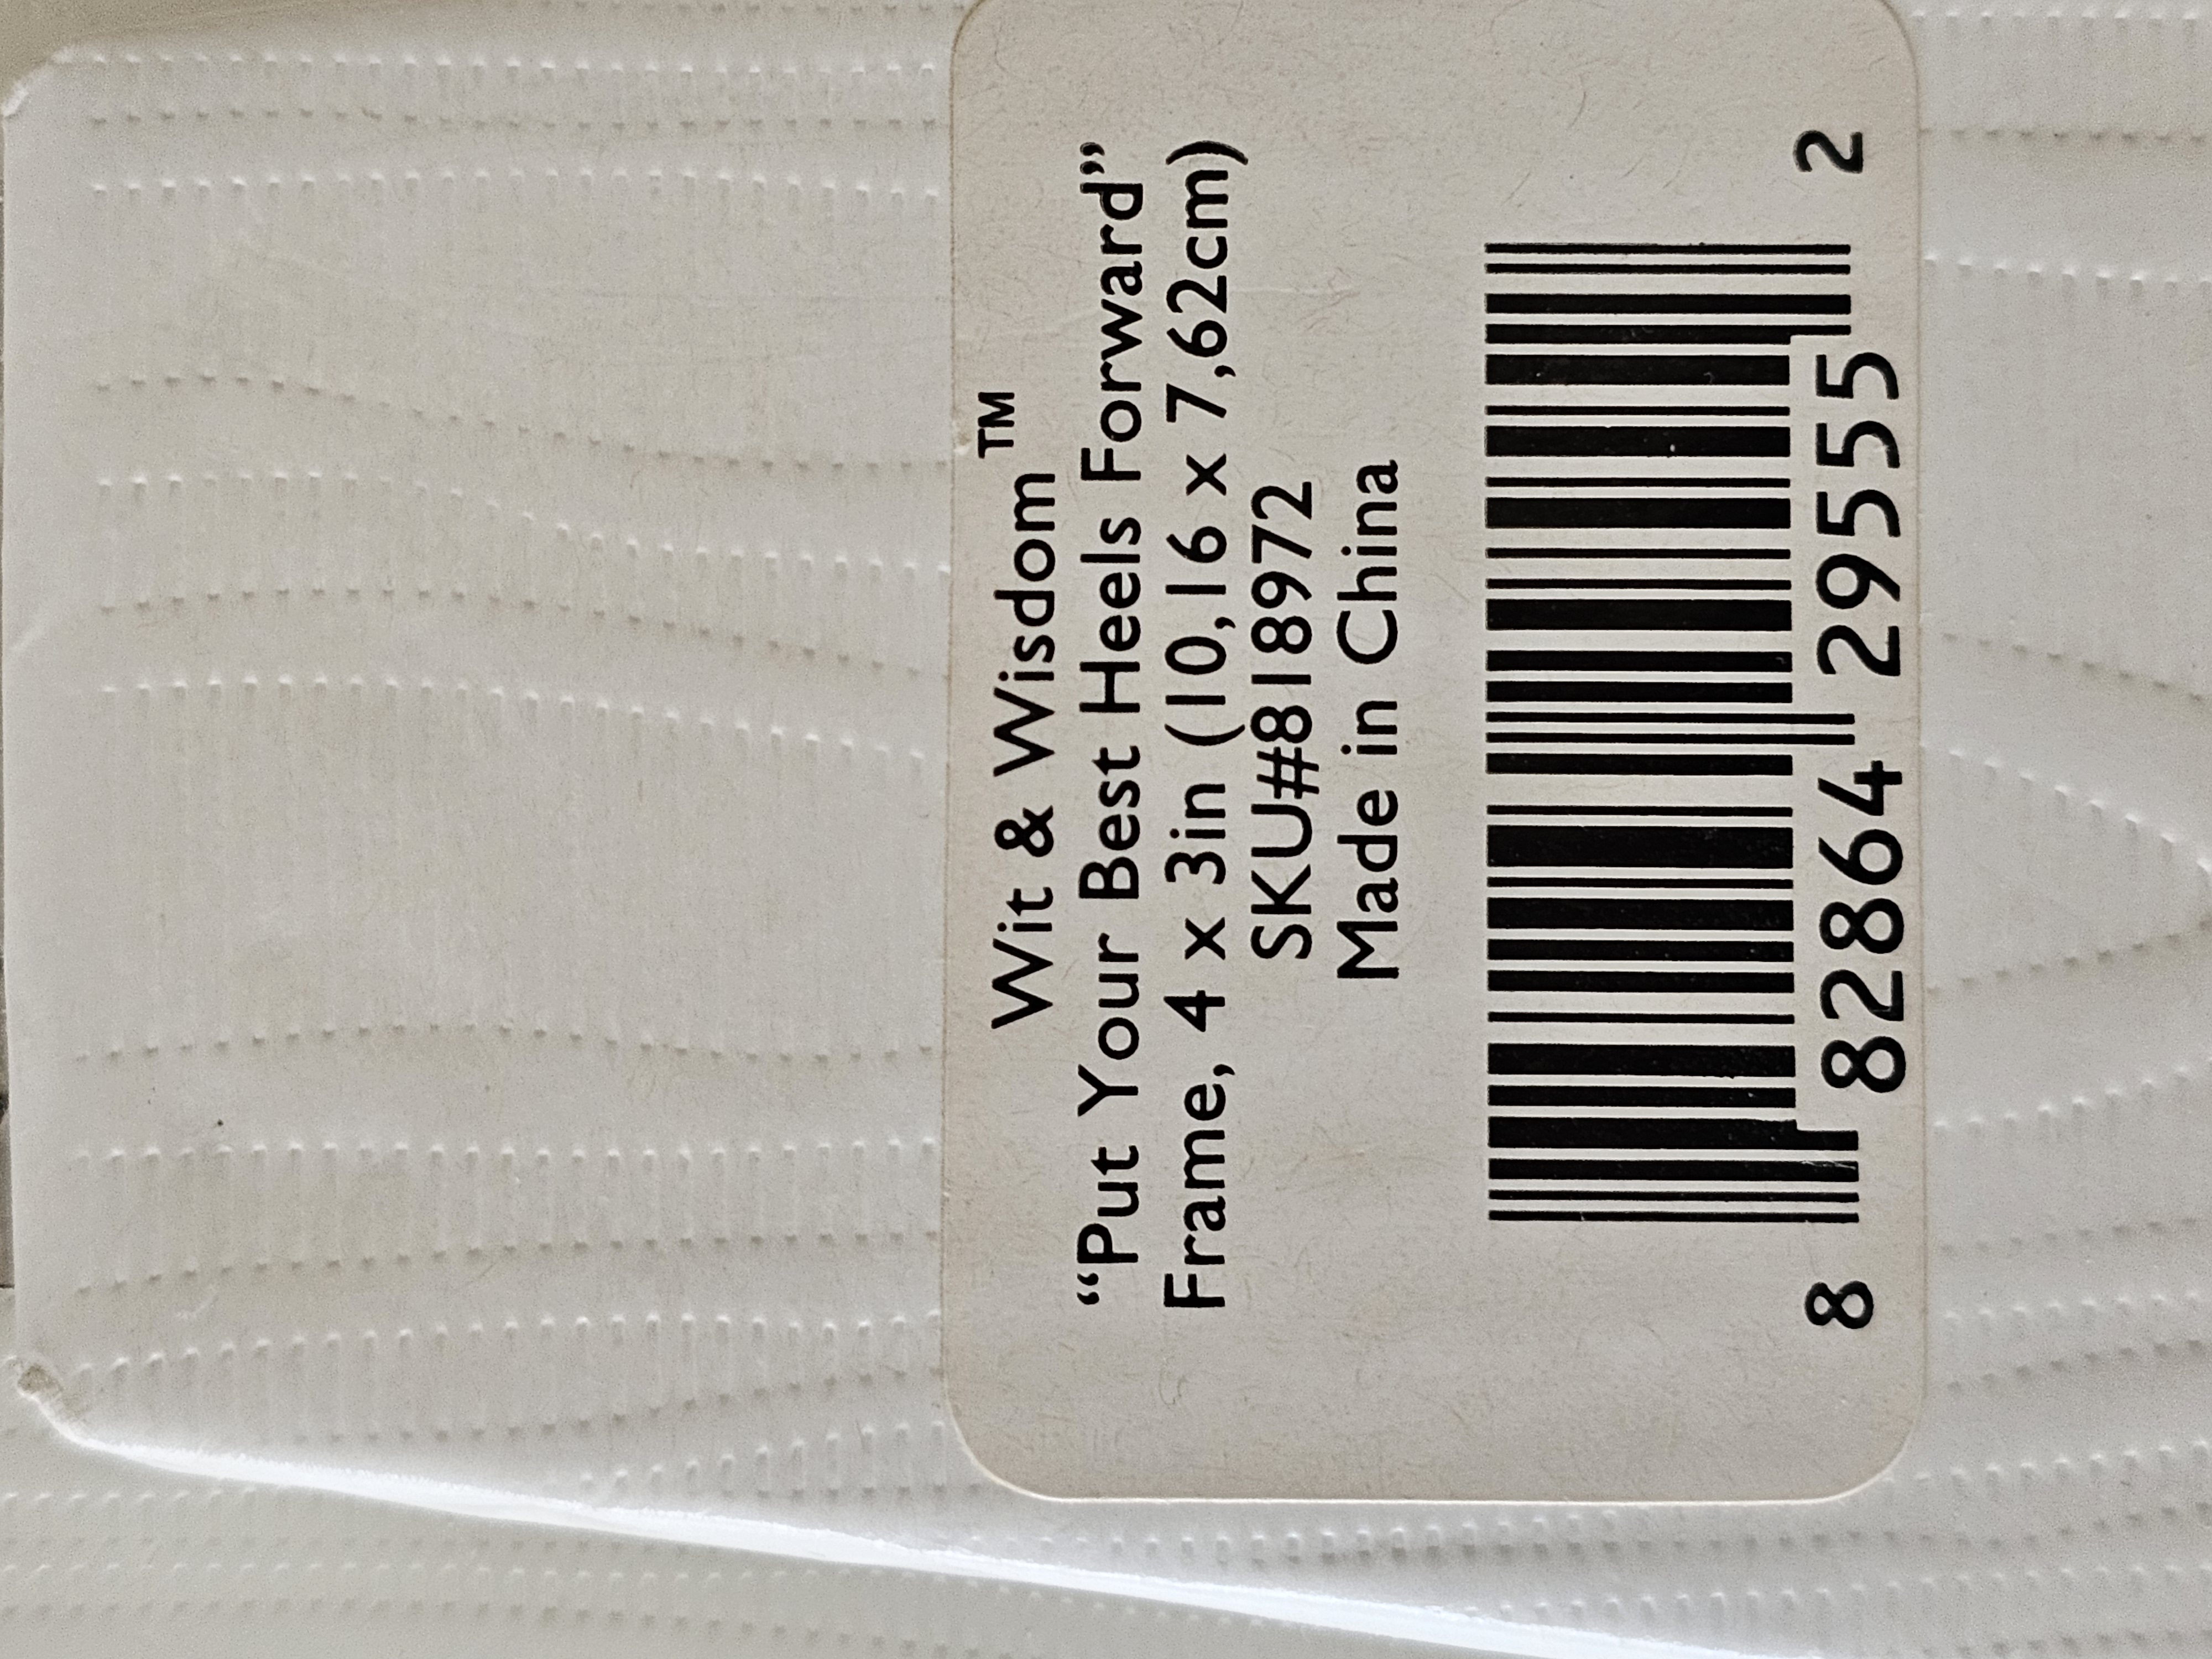 Wit & Wisdom™
“Put Your Best Heels Forward”
Frame, 4 x 3in (10,16 x 7,62cm)
SKU#818972
Made in China
8 82864 29555 2